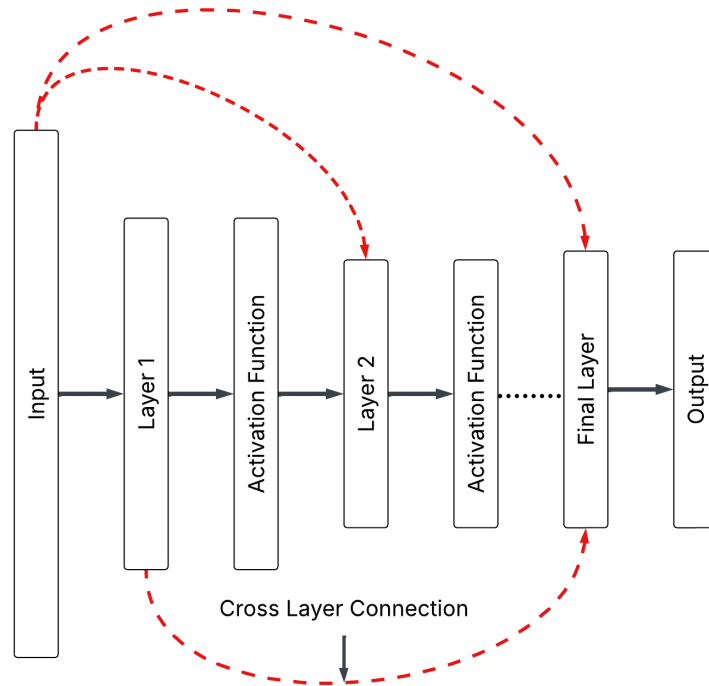 Input
Layer 1
Activation Function
Layer 2
Activation Function
Final Layer
Output
Cross Layer Connection